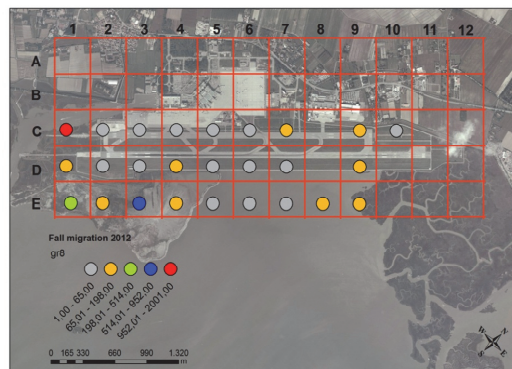 1 2 3 4 5 6 7 8 9 10 11 12
A
B
C
D
E
Fall migration 2012
gr8
1,00 - 65,00
65,01 - 198,00
198,01 - 514,00
514,01 - 952,00
952,01 - 2001,00
0 165 330 660 990 1.320
m
W N
S E